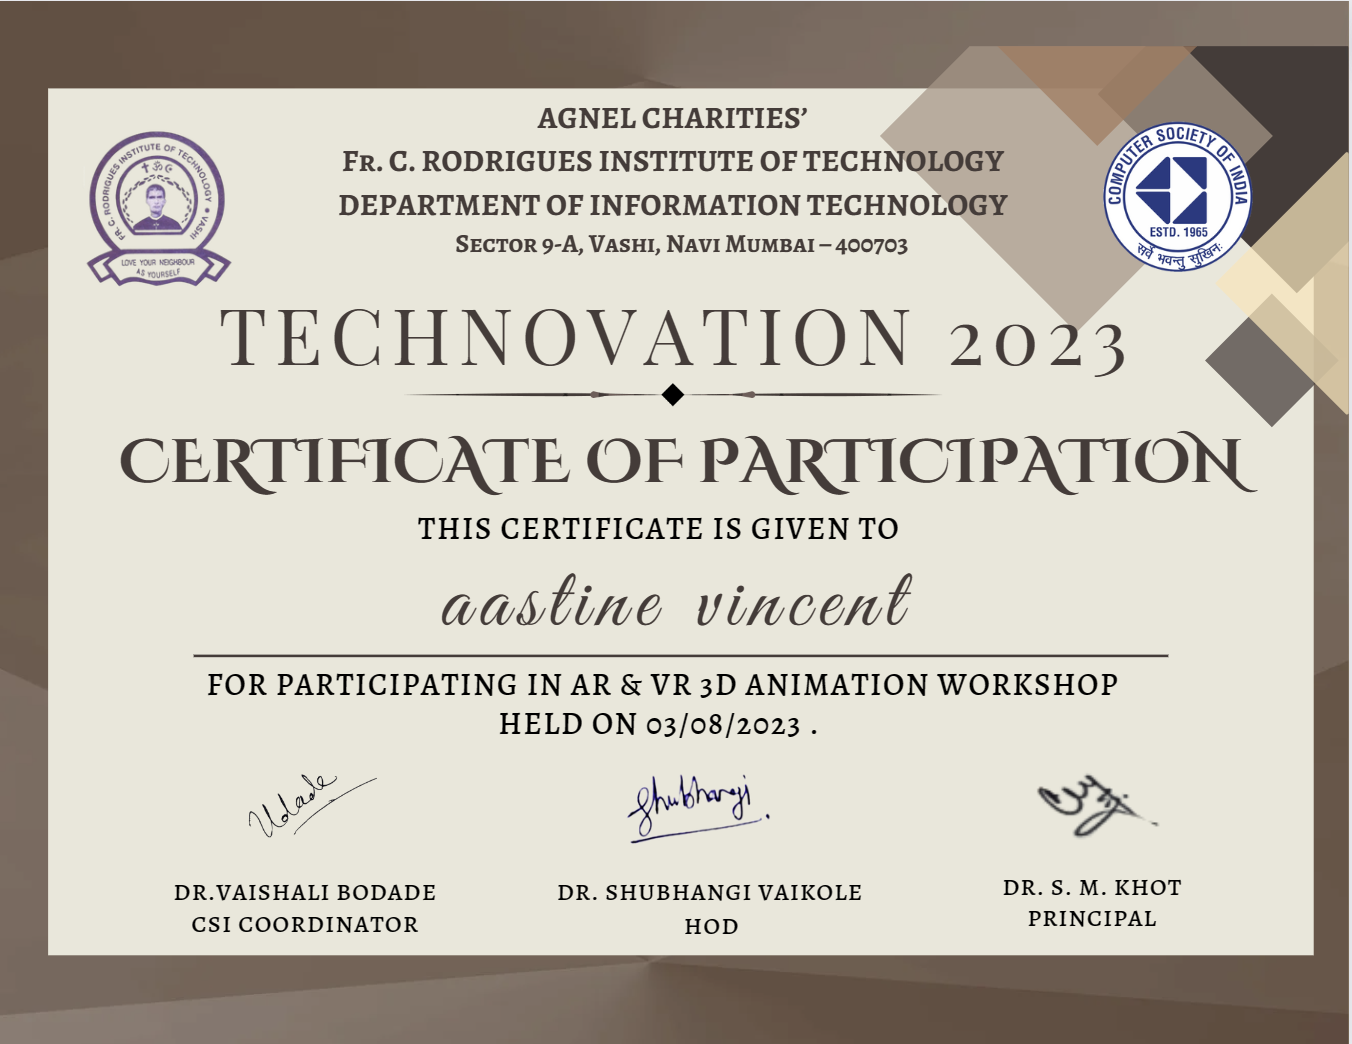 AGNEL CHARITIES’
FR. C. RODRIGUES INSTITUTE OF TECHNOLOGY
DEPARTMENT OF INFORMATION TECHNOLOGY
SECTOR 9-A, VASHI, NAVI MUMBAI – 400703
FR. C. RODRIGUES INSTITUTE OF TECHNOLOGY ● VASHI
LOVE YOUR NEIGHBOUR
AS YOURSELF
COMPUTER SOCIETY OF INDIA
ESTD. 1965
सर्वे भवन्तु सुखिनः
TECHNOVATION 2023
CERTIFICATE OF PARTICIPATION
THIS CERTIFICATE IS GIVEN TO
aastine vincent
FOR PARTICIPATING IN AR & VR 3D ANIMATION WORKSHOP
HELD ON 03/08/2023 .
Shubhangi
DR.VAISHALI BODADE
CSI COORDINATOR
DR. SHUBHANGI VAIKOLE
HOD
DR. S. M. KHOT
PRINCIPAL